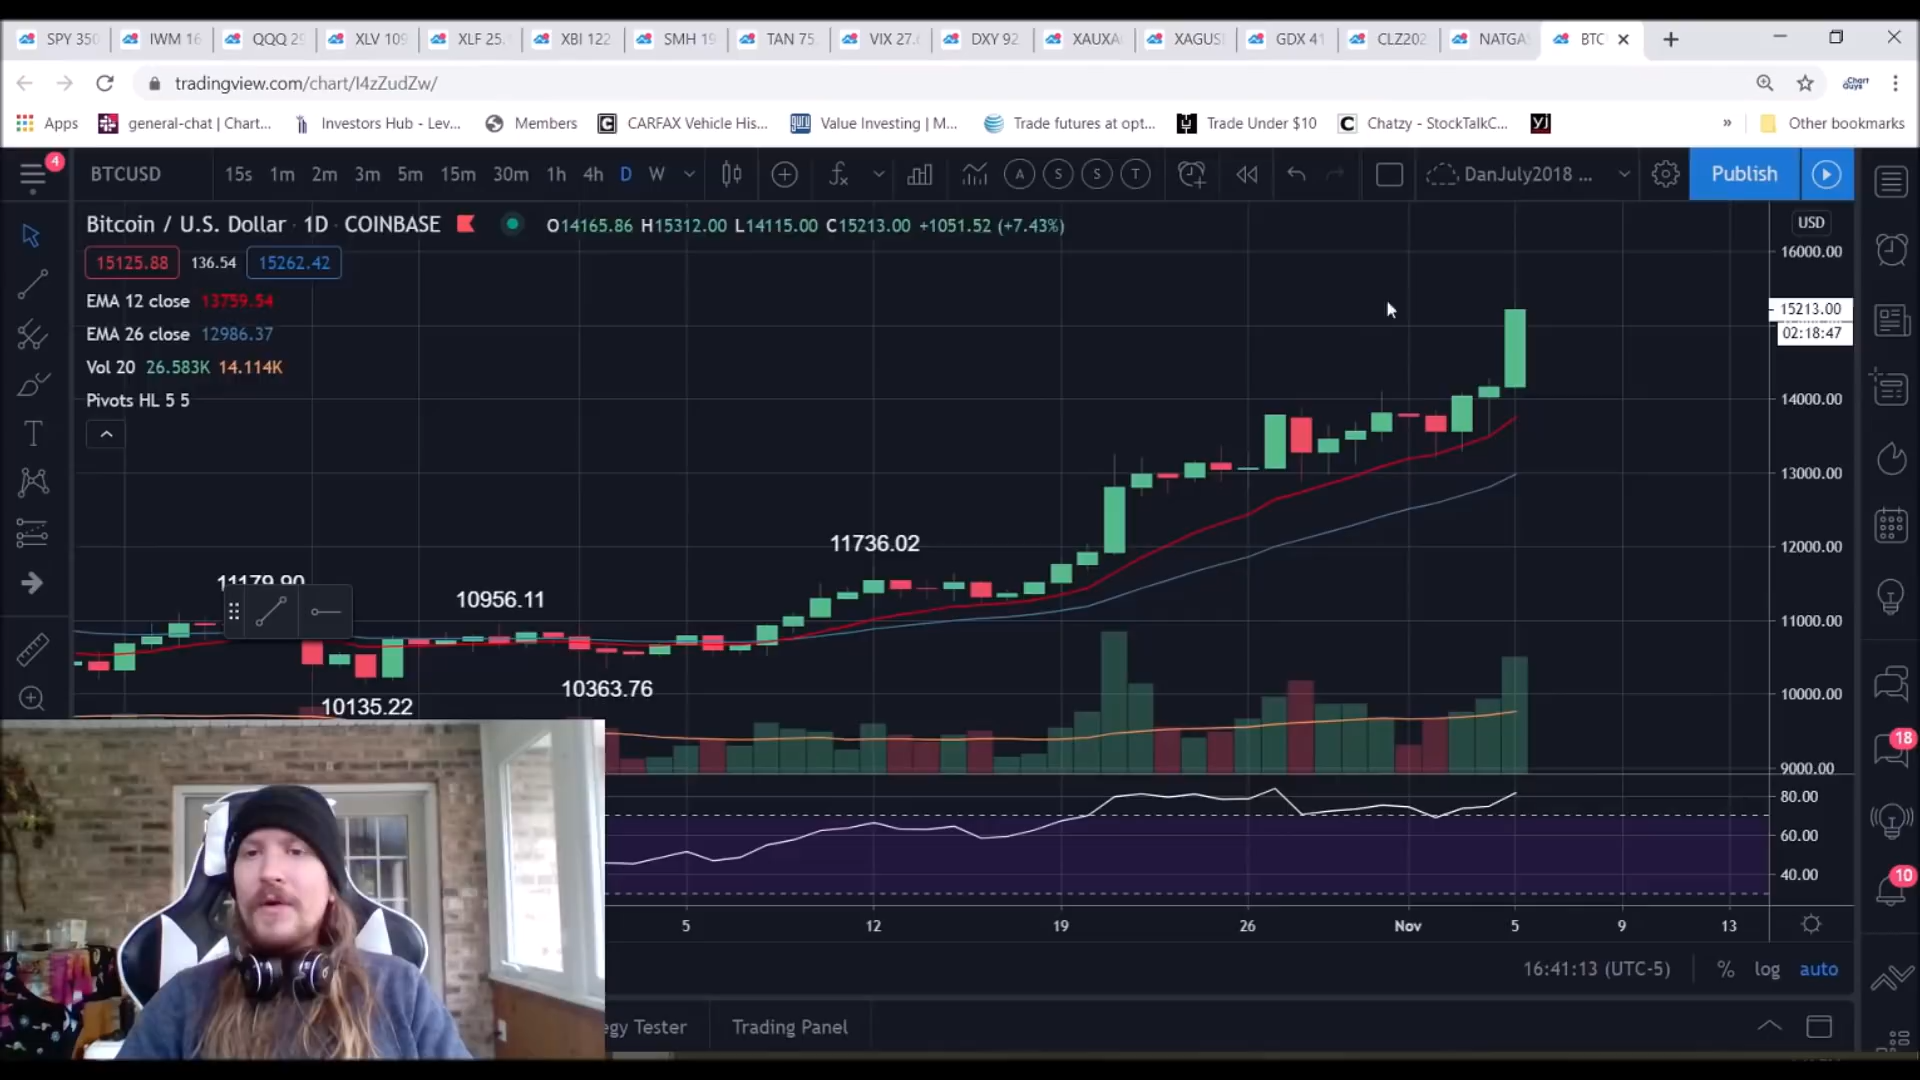 SPY 350 IWM 16 QQQ 29 XLV 109 XLF 25. XBI 122 SMH 19 TAN 75. VIX 27. DXY 92 XAUXA XAGUS GDX 41 CLZ202 NATGA BTC
tradingview.com/chart/I4zZudZw/
Apps general-chat | Chart... Investors Hub - Lev... Members CARFAX Vehicle His... Value Investing | M... Trade futures at opt... Trade Under $10 Chatzy - StockTalkC... yj » Other bookmarks
4 BTCUSD 15s 1m 2m 3m 5m 15m 30m 1h 4h D W A S S T DanJuly2018 ... Publish
Bitcoin / U.S. Dollar · 1D · COINBASE O14165.86 H15312.00 L14115.00 C15213.00 +1051.52 (+7.43%) USD
15125.88 136.54 15262.42
16000.00
EMA 12 close 13759.54
15213.00
02:18:47
EMA 26 close 12986.37
Vol 20 26.583K 14.114K
Pivots HL 5 5
14000.00
13000.00
11736.02
12000.00
11179.90
10956.11
11000.00
10363.76
10000.00
10135.22
18
9000.00
80.00
60.00
40.00
10
5 12 19 26 Nov 5 9 13
16:41:13 (UTC-5) % log auto
egy Tester Trading Panel